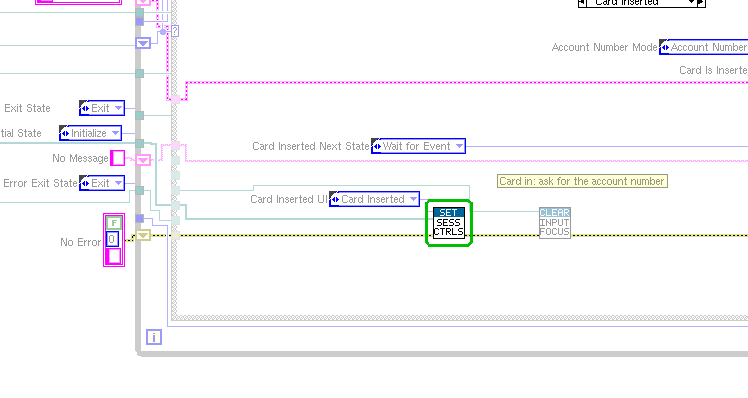 Card Inserted
?
Account Number Mode
Account Number
Card Is Inserte
Exit State
Exit
tial State
Initialize
Card Inserted Next State
Wait for Event
No Message
Error Exit State
Exit
Card in: ask for the account number
Card Inserted UI
Card Inserted
SET
SESS
CTRLS
CLEAR
INPUT
FOCUS
F
0
No Error
i